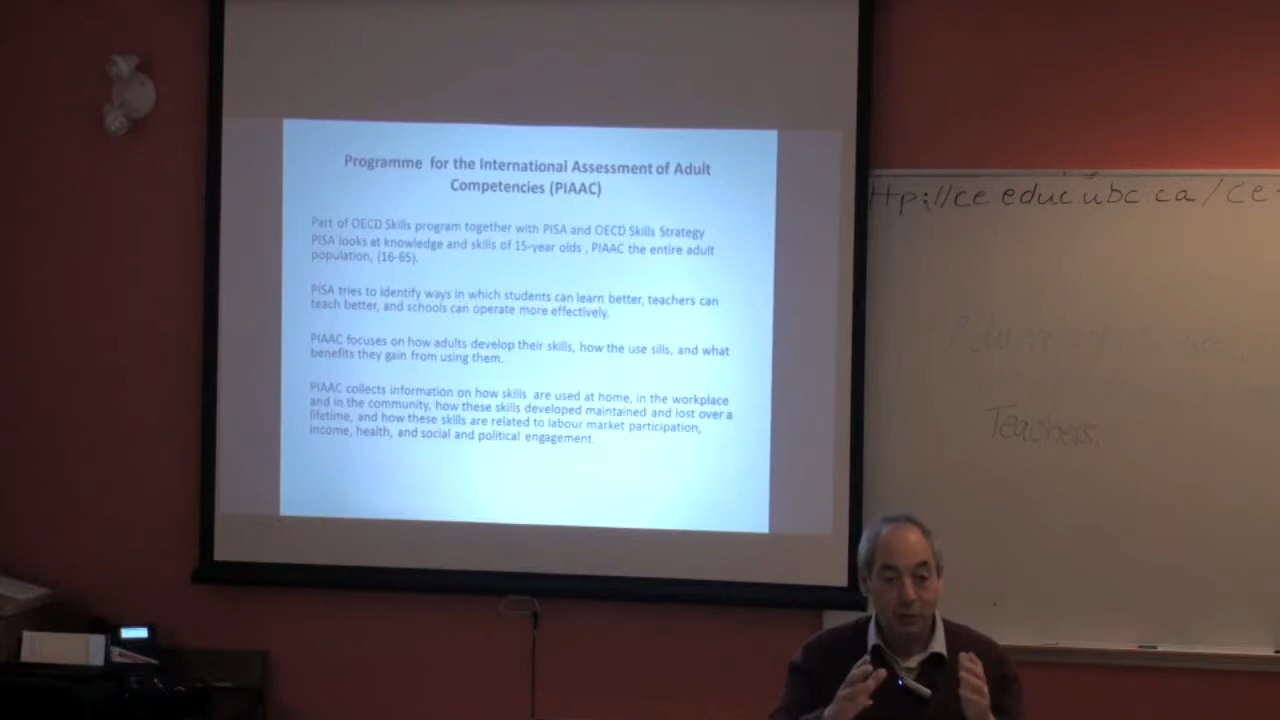 Programme for the International Assessment of Adult
Competencies (PIAAC)
Part of OECD Skills program together with PISA and OECD Skills Strategy
PISA looks at knowledge and skills of 15-year olds , PIAAC the entire adult
population, (16-65).
PISA tries to identify ways in which students can learn better, teachers can
teach better, and schools can operate more effectively.
PIAAC focuses on how adults develop their skills, how the use sills, and what
benefits they gain from using them.
PIAAC collects information on how skills are used at home, in the workplace
and in the community, how these skills developed maintained and lost over a
lifetime, and how these skills are related to labour market participation,
income, health, and social and political engagement.
ttp://ce.educ.ubc.ca/ce
Teachers.